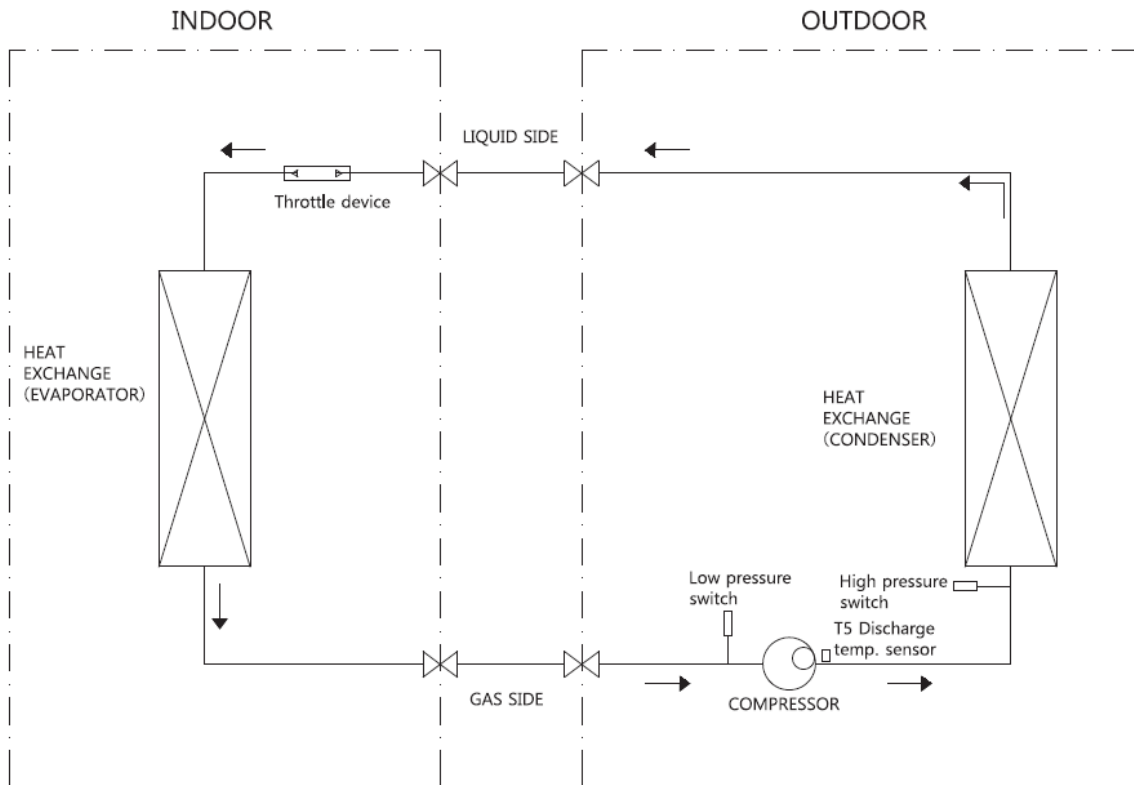 INDOOR
OUTDOOR
LIQUID SIDE
Throttle device
HEAT
EXCHANGE
(EVAPORATOR)
HEAT
EXCHANGE
(CONDENSER)
Low pressure
switch
High pressure
switch
T5 Discharge
temp. sensor
GAS SIDE
COMPRESSOR